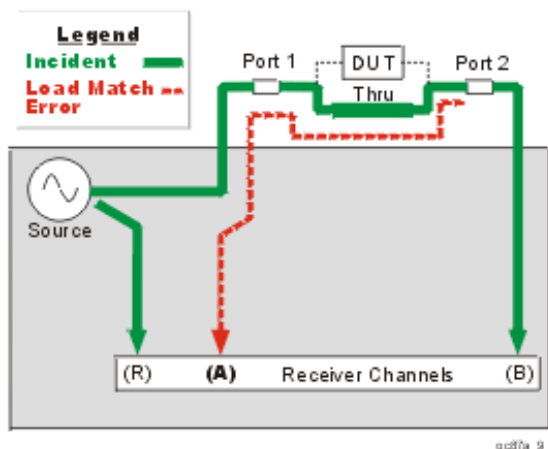 Legend
Incident
Load Match
Error
Port 1
DUT
Port 2
Thru
Source
(R)
(A)
Receiver Channels
(B)